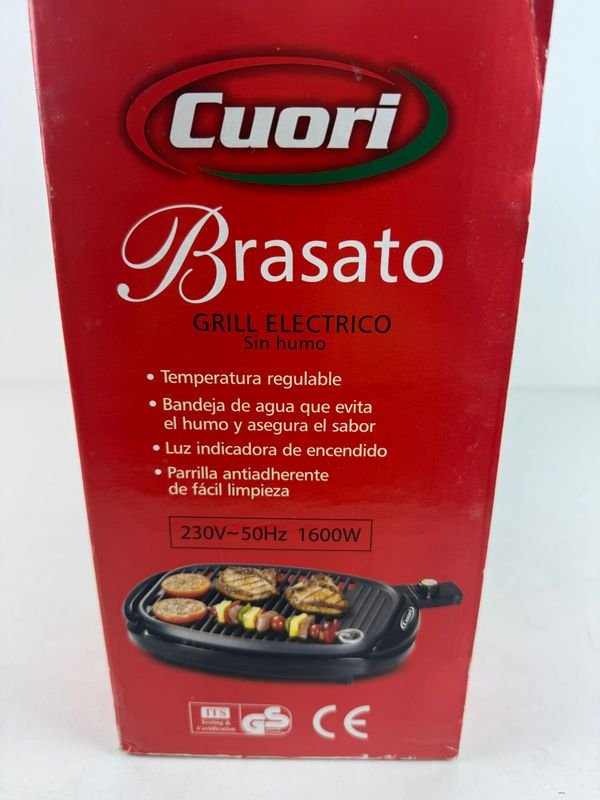 Cuori
Brasato
GRILL ELECTRICO
Sin humo
• Temperatura regulable
• Bandeja de agua que evita
el humo y asegura el sabor
• Luz indicadora de encendido
• Parrilla antiadherente
de fácil limpieza
230V~50Hz 1600W
Cuori
ITS
Testing &
Certification
GS
CE